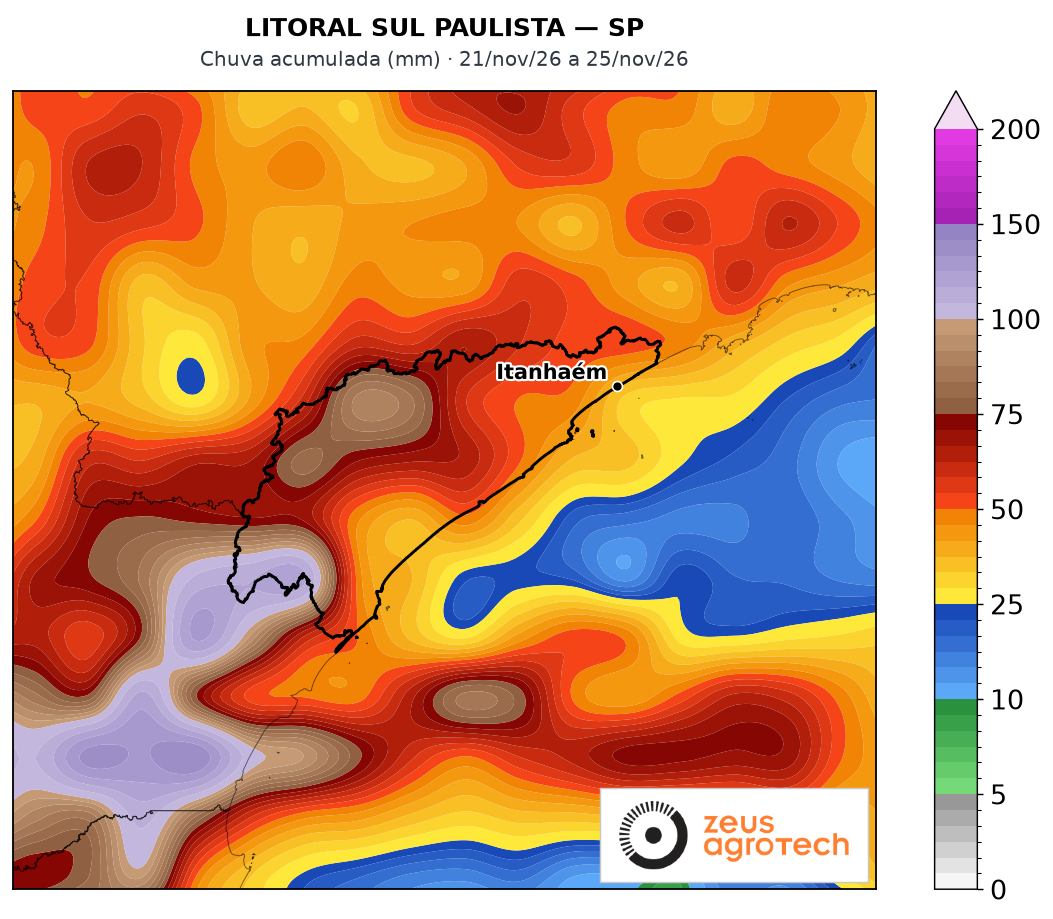 LITORAL SUL PAULISTA — SP
Chuva acumulada (mm) · 21/nov/26 a 25/nov/26
Itanhaém
200
150
100
75
50
25
10
5
0
zeus
agrotech